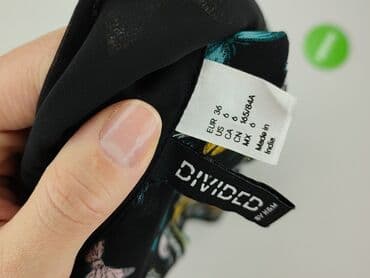 EUR 36
US 6
CA 6
CN 165/84A
MX 6
Made in
India
DIVIDED
BY H&M